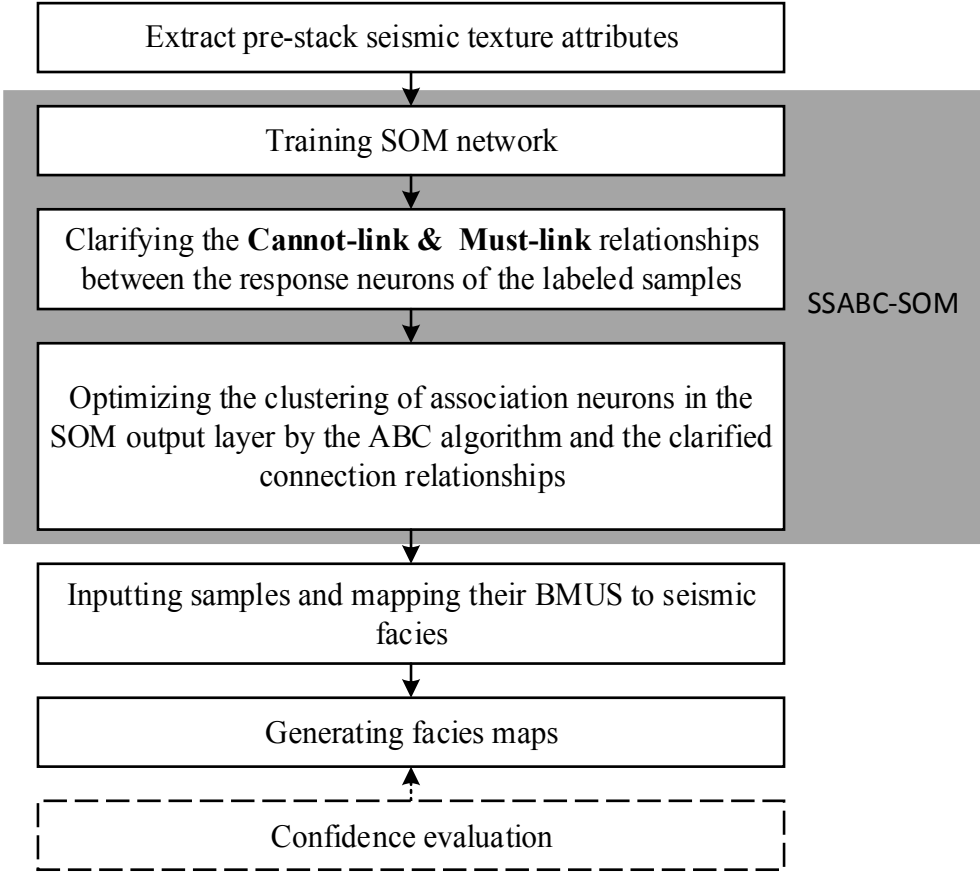 Extract pre-stack seismic texture attributes
Training SOM network
Clarifying the Cannot-link & Must-link relationships
between the response neurons of the labeled samples
SSABC-SOM
Optimizing the clustering of association neurons in the
SOM output layer by the ABC algorithm and the clarified
connection relationships
Inputting samples and mapping their BMUS to seismic
facies
Generating facies maps
Confidence evaluation